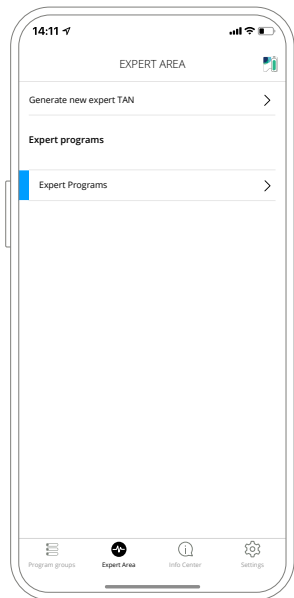 14:11
EXPERT AREA
Generate new expert TAN
Expert programs
Expert Programs
Program groups
Expert Area
Info Center
Settings